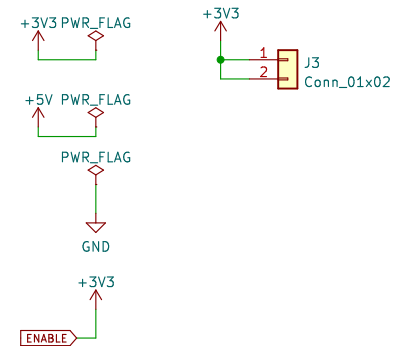 +3V3 PWR_FLAG
+3V3
1
2
J3
Conn_01x02
+5V PWR_FLAG
PWR_FLAG
GND
+3V3
ENABLE